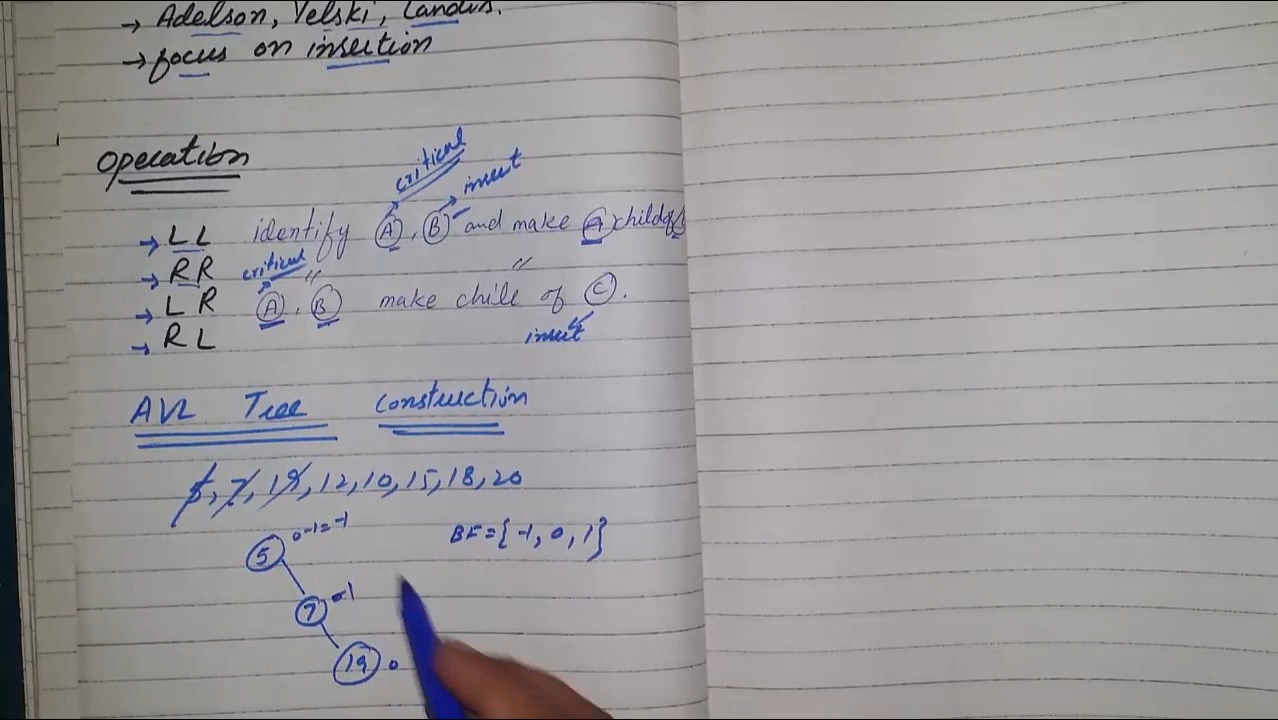 → Adelson, Velski, Landis.
→ focus on insertion
Operation
critical
insert
→ LL identify A, B and make A child of B
→ RR critical " "
→ LR A, B make chile of C.
→ RL insert
AVL Tree Construction
5, 7, 19, 12, 10, 15, 18, 20
0-1=-1
BF={-1, 0, 1}
5
7 0-1
19 0